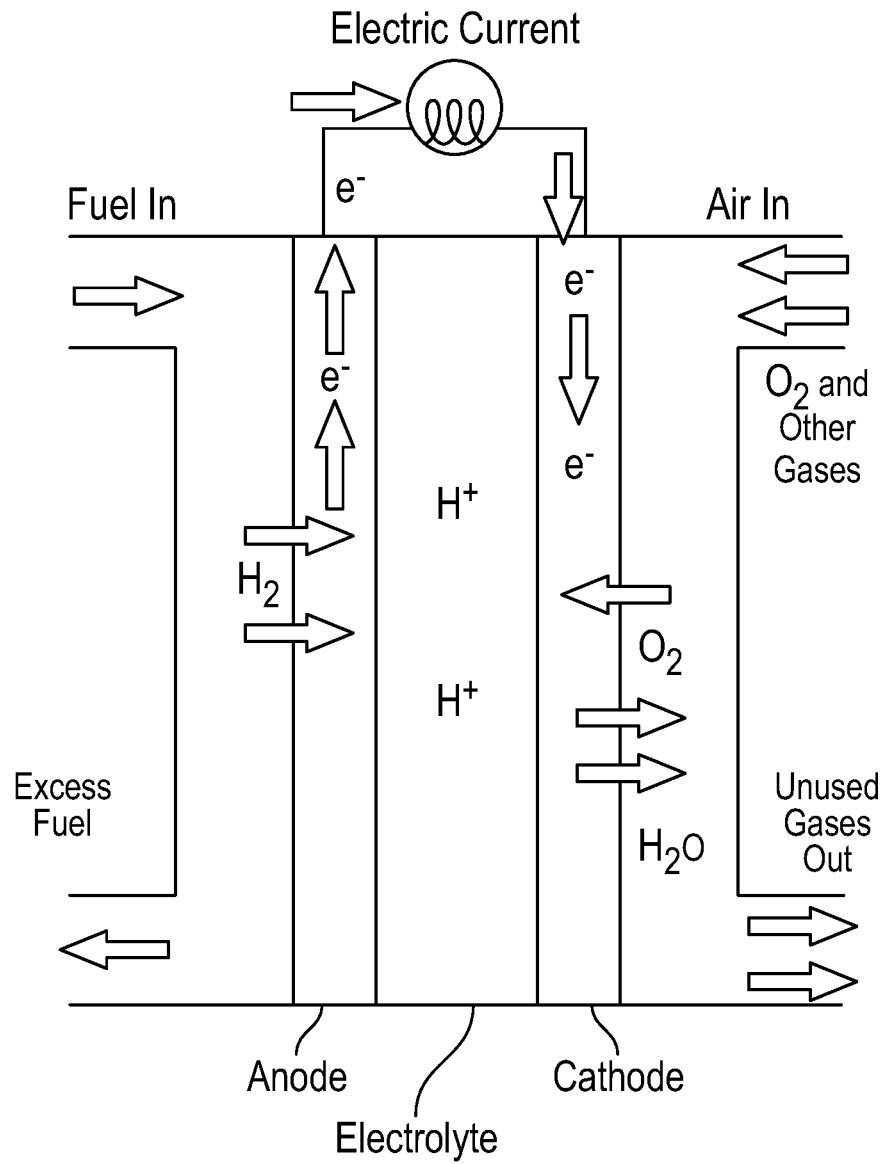 Electric Current
e⁻
Fuel In
Air In
e⁻
e⁻
O₂ and
Other
Gases
e⁻
H⁺
H₂
O₂
H⁺
Excess
Fuel
Unused
Gases
Out
H₂O
Anode
Cathode
Electrolyte